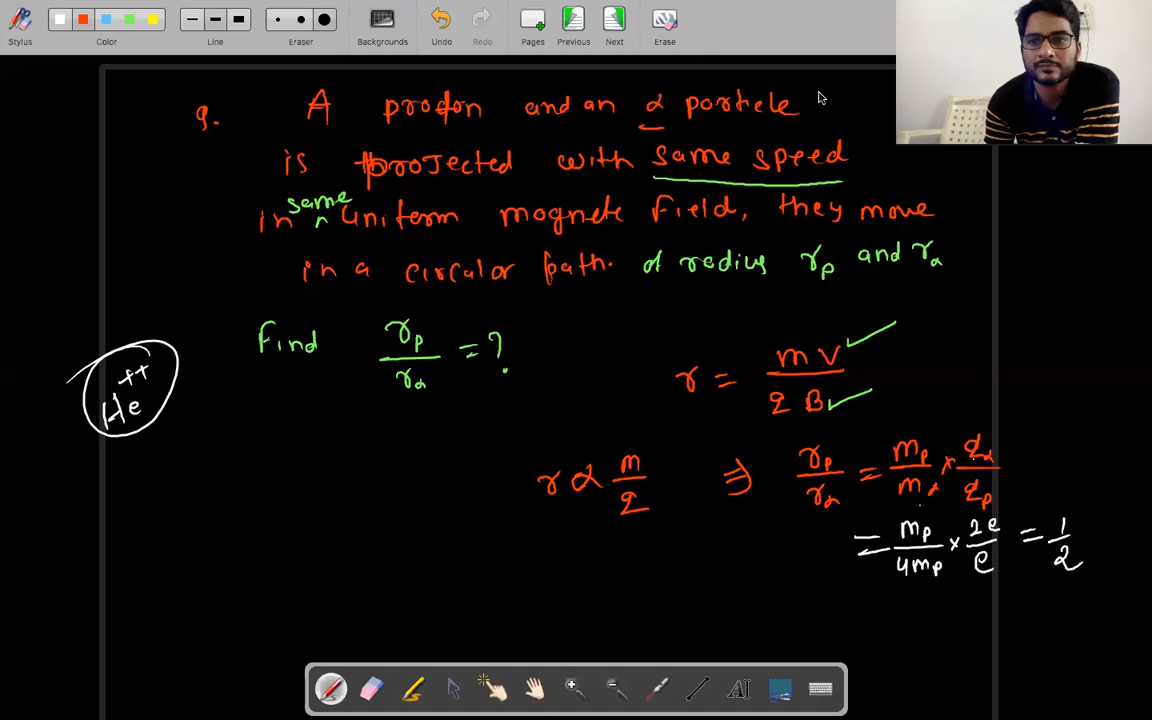 Stylus Color Line Eraser Backgrounds Undo Redo Pages Previous Next Erase
Q. A proton and an α particle
is projected with same speed
in same uniform magnete field, they move
in a circular path. of radius rp and rα
Find rp/rα = ?
He++
r = mv/qB
r ∝ m/q ⇒ rp/rα = mp/mα × qα/qp
= mp/4mp × 2e/e = 1/2